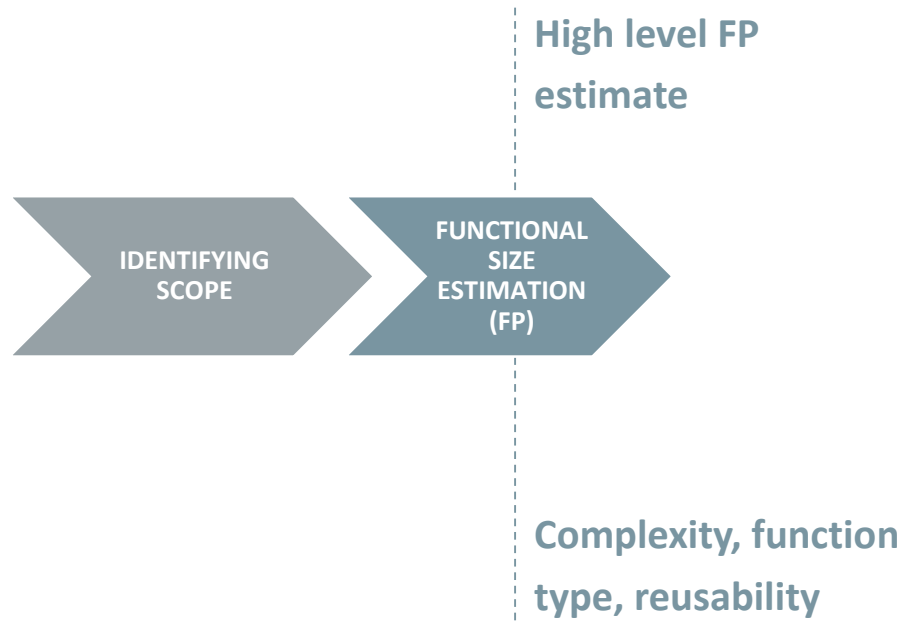 High level FP
estimate
IDENTIFYING
SCOPE
FUNCTIONAL
SIZE
ESTIMATION
(FP)
Complexity, function
type, reusability